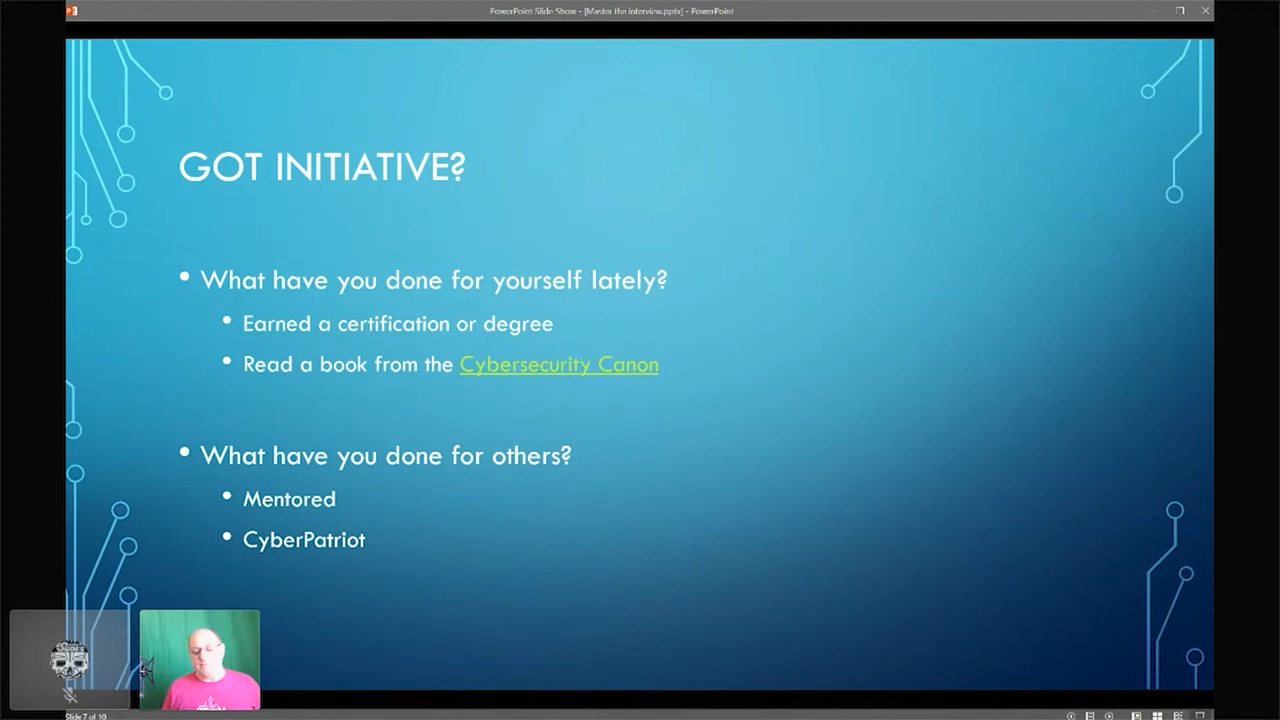 PowerPoint Slide Show - [Master the interview.pptx] - PowerPoint
GOT INITIATIVE?
• What have you done for yourself lately?
• Earned a certification or degree
• Read a book from the Cybersecurity Canon
• What have you done for others?
• Mentored
• CyberPatriot
SIDES
Slide 7 of 10